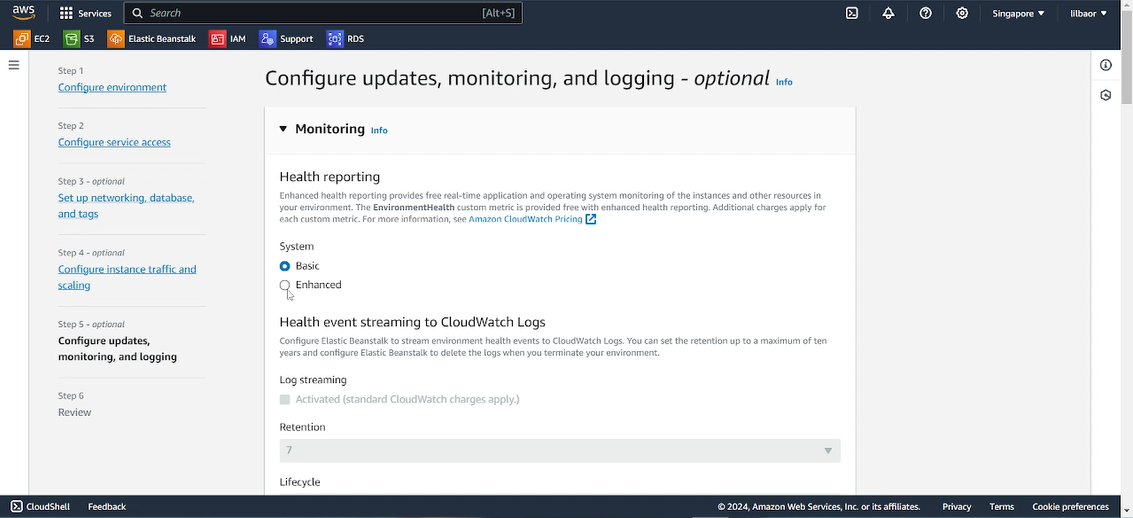 aws
Services
Search
[Alt+S]
Singapore
lilbaor
EC2
S3
Elastic Beanstalk
IAM
Support
RDS
Step 1
Configure environment
Step 2
Configure service access
Step 3 - optional
Set up networking, database,
and tags
Step 4 - optional
Configure instance traffic and
scaling
Step 5 - optional
Configure updates,
monitoring, and logging
Step 6
Review
Configure updates, monitoring, and logging - optional Info
Monitoring Info
Health reporting
Enhanced health reporting provides free real-time application and operating system monitoring of the instances and other resources in
your environment. The EnvironmentHealth custom metric is provided free with enhanced health reporting. Additional charges apply for
each custom metric. For more information, see Amazon CloudWatch Pricing
System
Basic
Enhanced
Health event streaming to CloudWatch Logs
Configure Elastic Beanstalk to stream environment health events to CloudWatch Logs. You can set the retention up to a maximum of ten
years and configure Elastic Beanstalk to delete the logs when you terminate your environment.
Log streaming
Activated (standard CloudWatch charges apply.)
Retention
7
Lifecycle
CloudShell
Feedback
© 2024, Amazon Web Services, Inc. or its affiliates.
Privacy
Terms
Cookie preferences